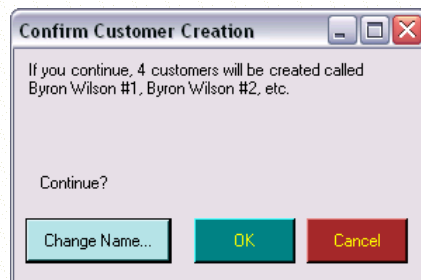 Confirm Customer Creation
If you continue, 4 customers will be created called
Byron Wilson #1, Byron Wilson #2, etc.
Continue?
Change Name...
OK
Cancel